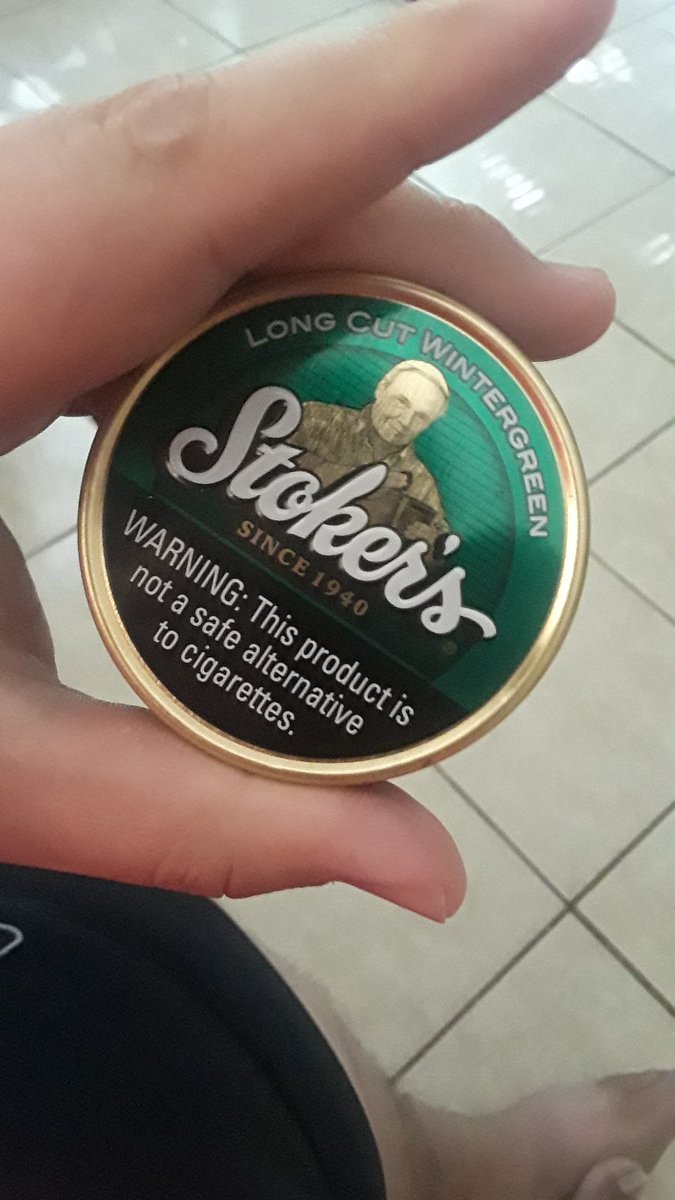 LONG CUT WINTERGREEN
Stoker's
SINCE 1940
WARNING: This product is
not a safe alternative
to cigarettes.